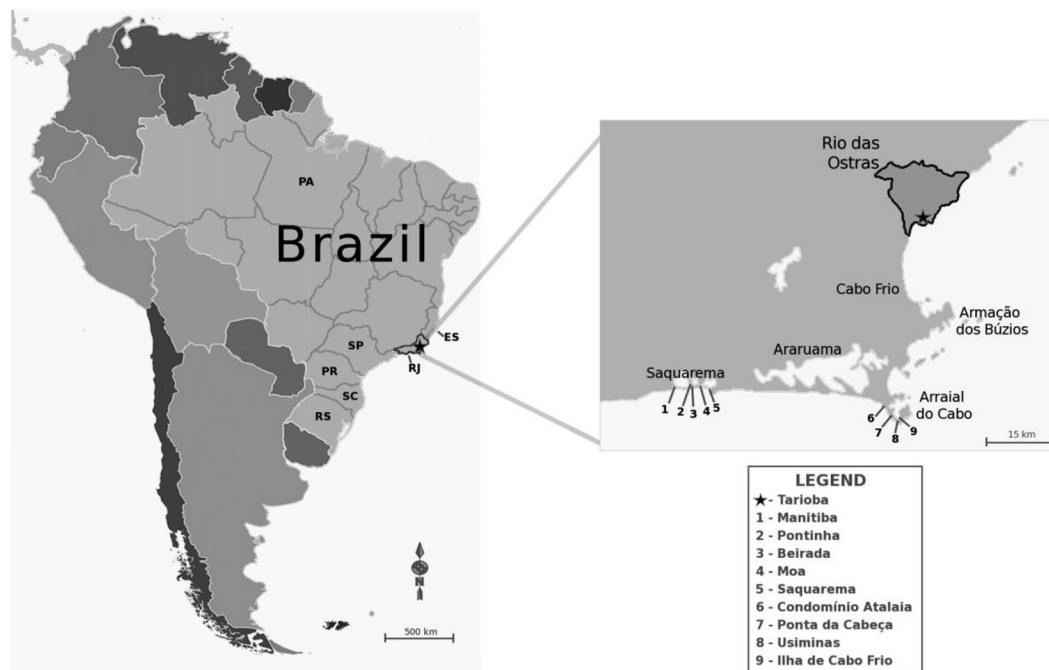 PA
Brazil
ES
SP
RJ
PR
SC
RS
N
500 km
Rio das
Ostras
Cabo Frio
Armação
dos Búzios
Araruama
Saquarema
Arraial
do Cabo
1 2 3 4 5
6 7 8 9
15 km
LEGEND
★- Tarioba
1 - Manitiba
2 - Pontinha
3 - Beirada
4 - Moa
5 - Saquarema
6 - Condomínio Atalaia
7 - Ponta da Cabeça
8 - Usiminas
9 - Ilha de Cabo Frio